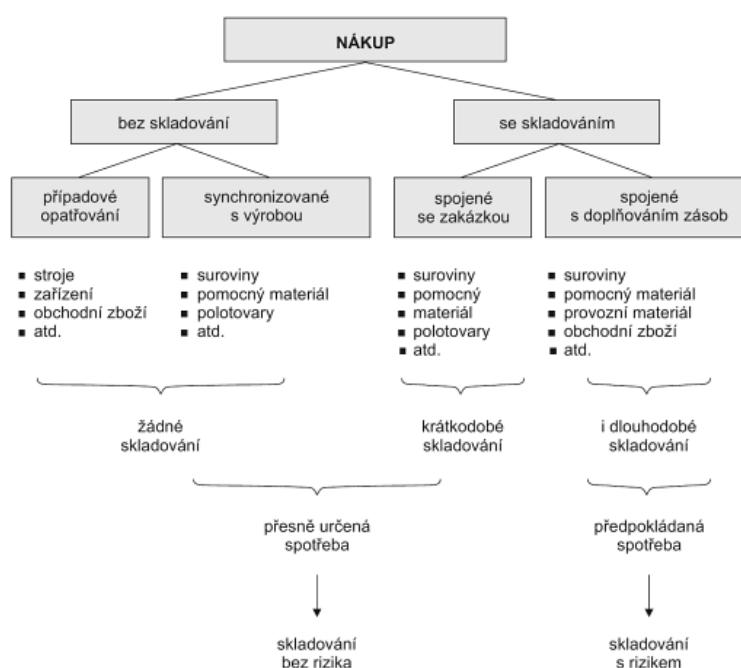 NÁKUP
bez skladování
se skladováním
případové
opatřování
synchronizované
s výrobou
spojené
se zakázkou
spojené
s doplňováním zásob
■ stroje
■ zařízení
■ obchodní zboží
■ atd.
■ suroviny
■ pomocný materiál
■ polotovary
■ atd.
■ suroviny
■ pomocný
■ materiál
■ polotovary
■ atd.
■ suroviny
■ pomocný materiál
■ provozní materiál
■ obchodní zboží
■ atd.
žádné
skladování
krátkodobé
skladování
i dlouhodobé
skladování
přesně určená
spotřeba
předpokládaná
spotřeba
skladování
bez rizika
skladování
s rizikem